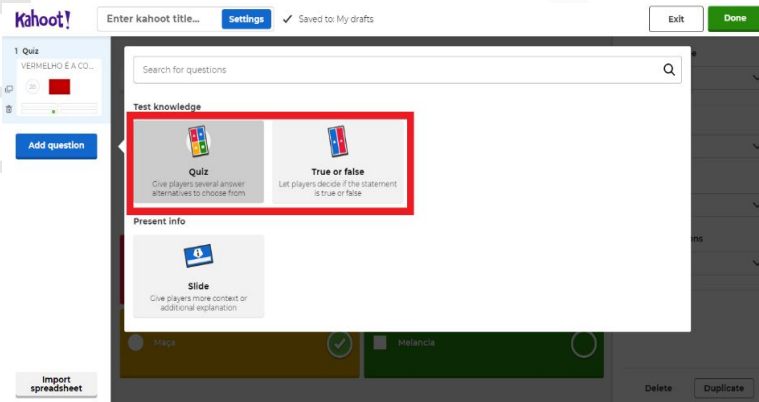 Kahoot!
Enter kahoot title...
Settings
Saved to: My drafts
Exit
Done
1 Quiz
VERMELHO É A CO...
20
Add question
Search for questions
Test knowledge
Quiz
Give players several answer
alternatives to choose from
True or false
Let players decide if the statement
is true or false
Present info
Slide
Give players more context or
additional explanation
Maça
Melancia
Import
spreadsheet
Delete
Duplicate